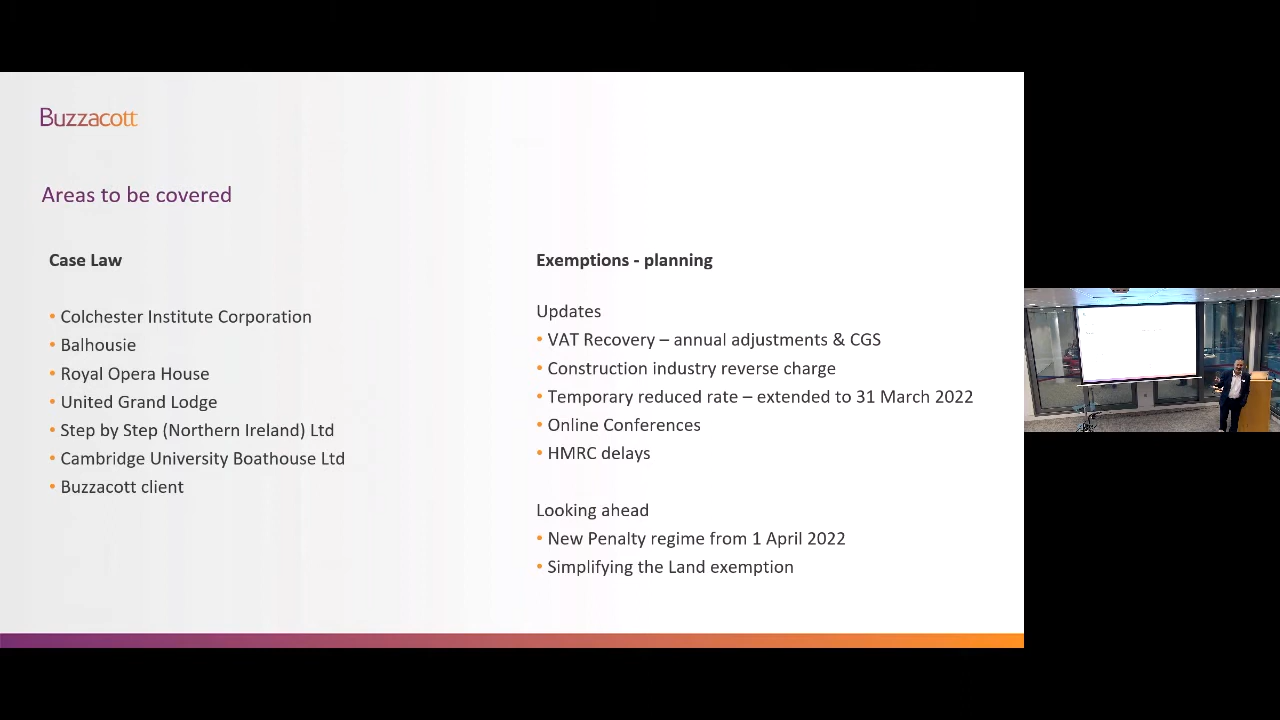 Buzzacott
Areas to be covered
Case Law
• Colchester Institute Corporation
• Balhousie
• Royal Opera House
• United Grand Lodge
• Step by Step (Northern Ireland) Ltd
• Cambridge University Boathouse Ltd
• Buzzacott client
Exemptions - planning
Updates
• VAT Recovery – annual adjustments & CGS
• Construction industry reverse charge
• Temporary reduced rate – extended to 31 March 2022
• Online Conferences
• HMRC delays
Looking ahead
• New Penalty regime from 1 April 2022
• Simplifying the Land exemption